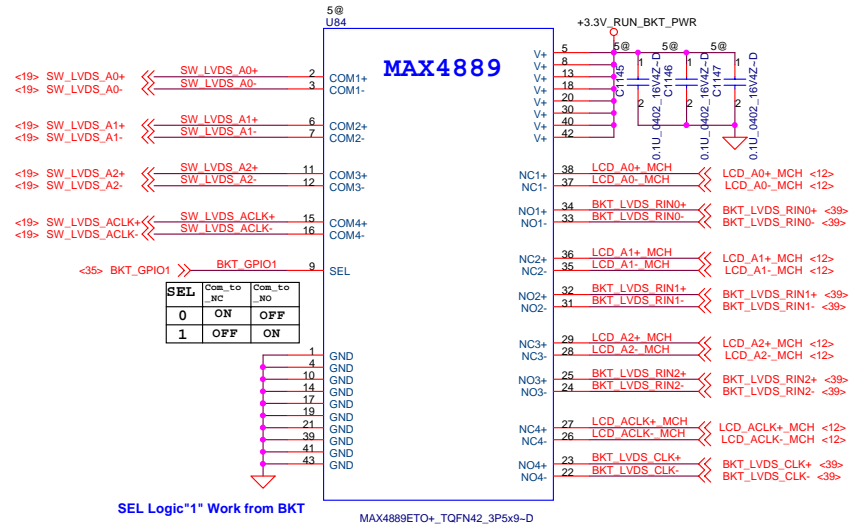 5@
U84
MAX4889
+3.3V_RUN_BKT_PWR
<19> SW_LVDS_A0+ SW_LVDS_A0+ 2 COM1+
<19> SW_LVDS_A0- SW_LVDS_A0- 3 COM1-
<19> SW_LVDS_A1+ SW_LVDS_A1+ 6 COM2+
<19> SW_LVDS_A1- SW_LVDS_A1- 7 COM2-
<19> SW_LVDS_A2+ SW_LVDS_A2+ 11 COM3+
<19> SW_LVDS_A2- SW_LVDS_A2- 12 COM3-
<19> SW_LVDS_ACLK+ SW_LVDS_ACLK+ 15 COM4+
<19> SW_LVDS_ACLK- SW_LVDS_ACLK- 16 COM4-
<35> BKT_GPIO1 BKT_GPIO1 9 SEL
SEL Com_to_NC Com_to_NO
0 ON OFF
1 OFF ON
1 GND
4 GND
10 GND
14 GND
17 GND
19 GND
21 GND
39 GND
41 GND
43 GND
SEL Logic"1" Work from BKT
V+ 5
V+ 8
V+ 13
V+ 18
V+ 20
V+ 30
V+ 40
V+ 42
5@ C1145 1 2 0.1U_0402_16V4Z~D
5@ C1146 1 2 0.1U_0402_16V4Z~D
5@ C1147 1 2 0.1U_0402_16V4Z~D
NC1+ 38 LCD_A0+_MCH LCD_A0+_MCH <12>
NC1- 37 LCD_A0-_MCH LCD_A0-_MCH <12>
NO1+ 34 BKT_LVDS_RIN0+ BKT_LVDS_RIN0+ <39>
NO1- 33 BKT_LVDS_RIN0- BKT_LVDS_RIN0- <39>
NC2+ 36 LCD_A1+_MCH LCD_A1+_MCH <12>
NC2- 35 LCD_A1-_MCH LCD_A1-_MCH <12>
NO2+ 32 BKT_LVDS_RIN1+ BKT_LVDS_RIN1+ <39>
NO2- 31 BKT_LVDS_RIN1- BKT_LVDS_RIN1- <39>
NC3+ 29 LCD_A2+_MCH LCD_A2+_MCH <12>
NC3- 28 LCD_A2-_MCH LCD_A2-_MCH <12>
NO3+ 25 BKT_LVDS_RIN2+ BKT_LVDS_RIN2+ <39>
NO3- 24 BKT_LVDS_RIN2- BKT_LVDS_RIN2- <39>
NC4+ 27 LCD_ACLK+_MCH LCD_ACLK+_MCH <12>
NC4- 26 LCD_ACLK-_MCH LCD_ACLK-_MCH <12>
NO4+ 23 BKT_LVDS_CLK+ BKT_LVDS_CLK+ <39>
NO4- 22 BKT_LVDS_CLK- BKT_LVDS_CLK- <39>
MAX4889ETO+_TQFN42_3P5x9~D